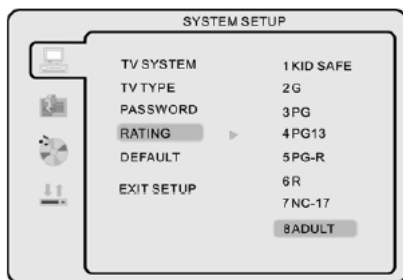 SYSTEM SETUP
TV SYSTEM
TV TYPE
PASSWORD
RATING
DEFAULT
EXIT SETUP
1 KID SAFE
2 G
3 PG
4 PG13
5 PG-R
6 R
7 NC-17
8 ADULT